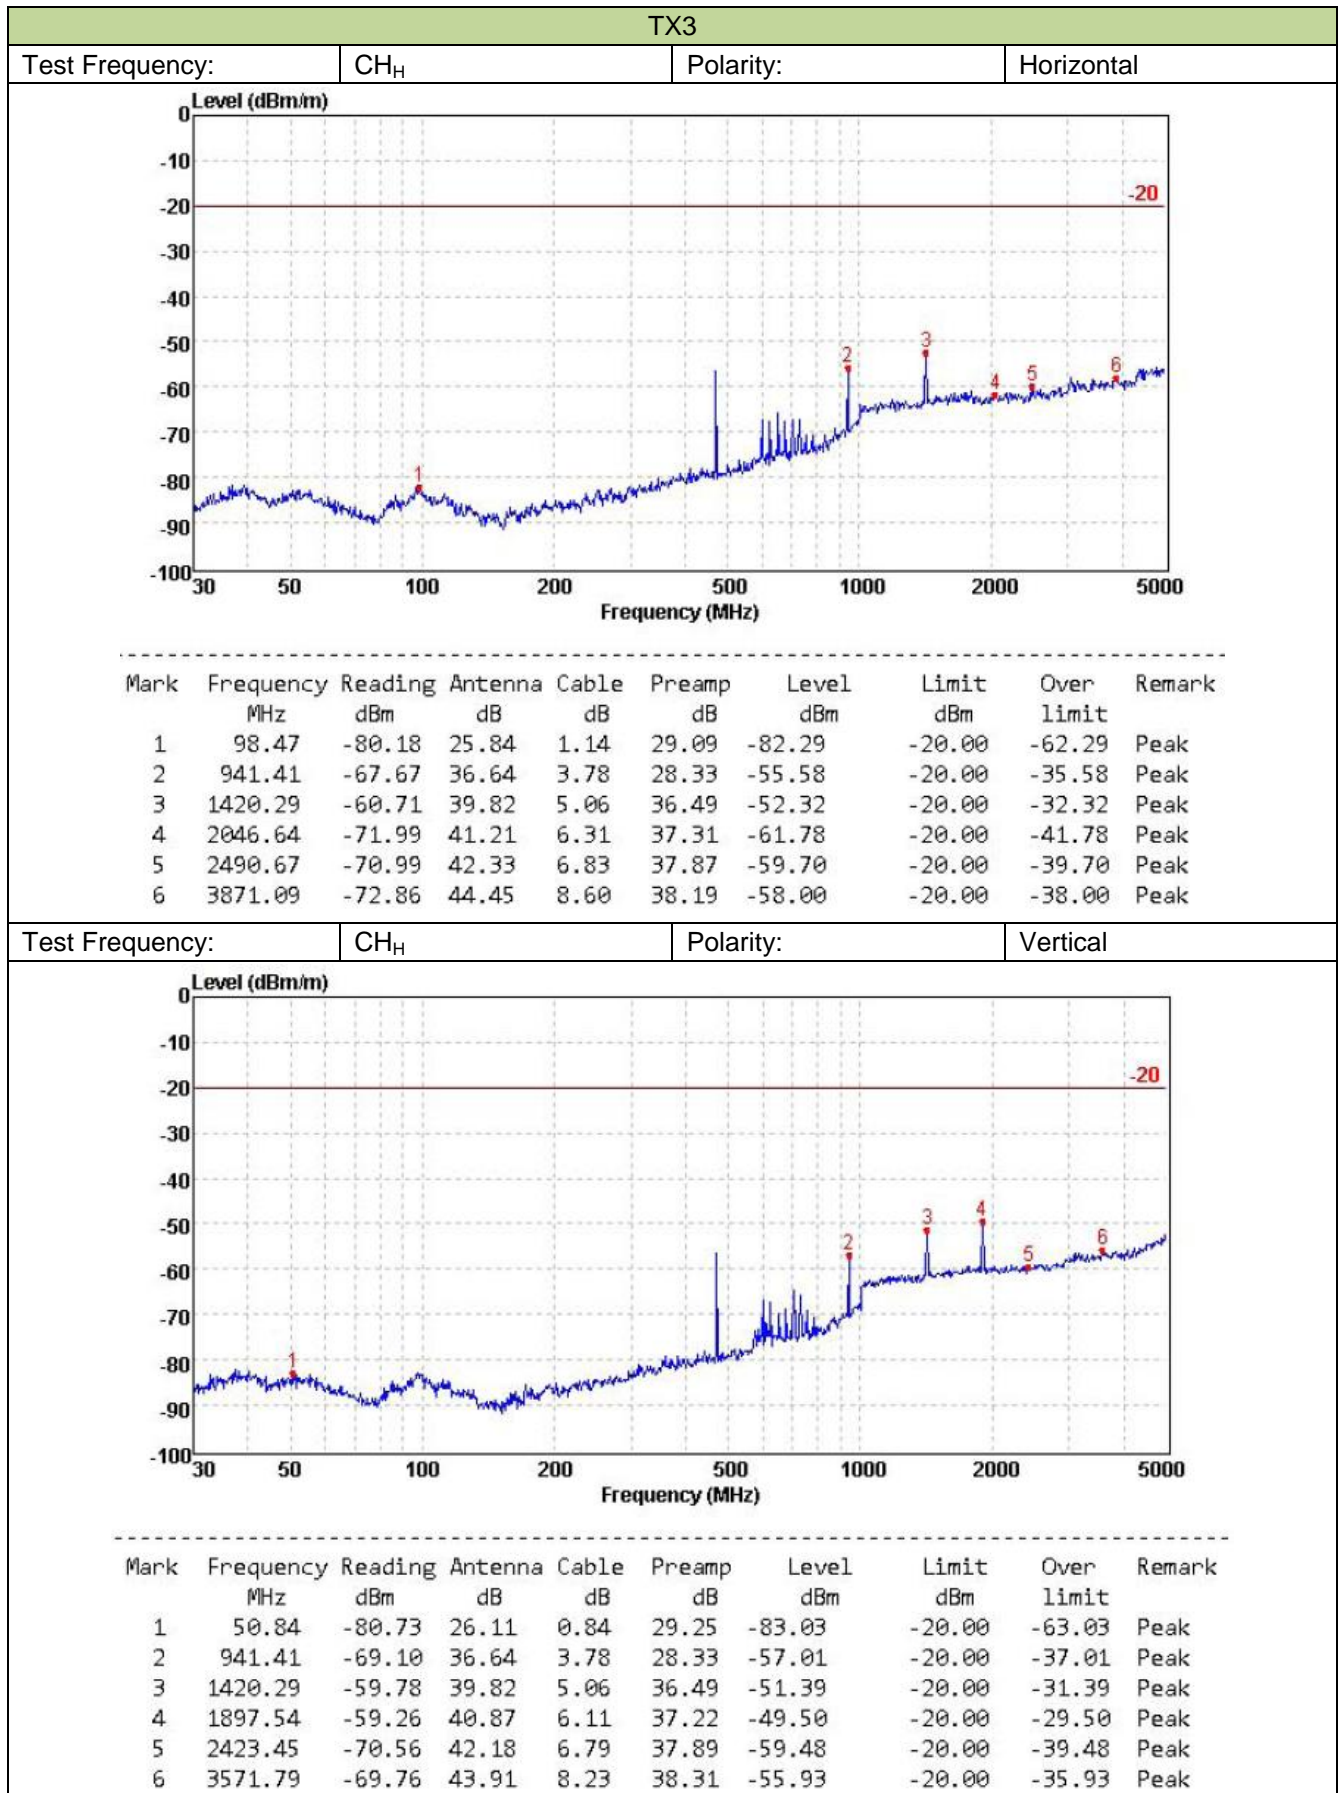 TX3
Test Frequency: CHH Polarity: Horizontal
Level (dBm/m)
0
-10
-20
-20
-30
-40
-50
-60
-70
-80
-90
-100
1
2
3
4
5
6
30 50 100 200 500 1000 2000 5000
Frequency (MHz)
Mark Frequency Reading Antenna Cable Preamp Level Limit Over Remark
MHz dBm dB dB dB dBm dBm limit
1 98.47 -80.18 25.84 1.14 29.09 -82.29 -20.00 -62.29 Peak
2 941.41 -67.67 36.64 3.78 28.33 -55.58 -20.00 -35.58 Peak
3 1420.29 -60.71 39.82 5.06 36.49 -52.32 -20.00 -32.32 Peak
4 2046.64 -71.99 41.21 6.31 37.31 -61.78 -20.00 -41.78 Peak
5 2490.67 -70.99 42.33 6.83 37.87 -59.70 -20.00 -39.70 Peak
6 3871.09 -72.86 44.45 8.60 38.19 -58.00 -20.00 -38.00 Peak
Test Frequency: CHH Polarity: Vertical
Level (dBm/m)
0
-10
-20
-20
-30
-40
-50
-60
-70
-80
-90
-100
1
2
3
4
5
6
30 50 100 200 500 1000 2000 5000
Frequency (MHz)
Mark Frequency Reading Antenna Cable Preamp Level Limit Over Remark
MHz dBm dB dB dB dBm dBm limit
1 50.84 -80.73 26.11 0.84 29.25 -83.03 -20.00 -63.03 Peak
2 941.41 -69.10 36.64 3.78 28.33 -57.01 -20.00 -37.01 Peak
3 1420.29 -59.78 39.82 5.06 36.49 -51.39 -20.00 -31.39 Peak
4 1897.54 -59.26 40.87 6.11 37.22 -49.50 -20.00 -29.50 Peak
5 2423.45 -70.56 42.18 6.79 37.89 -59.48 -20.00 -39.48 Peak
6 3571.79 -69.76 43.91 8.23 38.31 -55.93 -20.00 -35.93 Peak